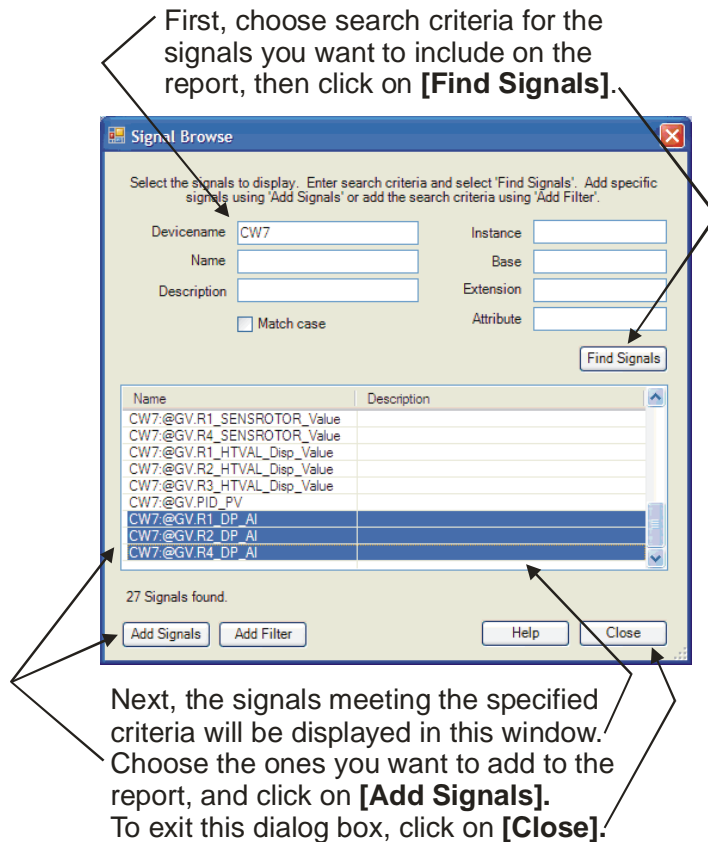 First, choose search criteria for the
signals you want to include on the
report, then click on [Find Signals].
Signal Browse
Select the signals to display. Enter search criteria and select 'Find Signals'. Add specific
signals using 'Add Signals' or add the search criteria using 'Add Filter'.
Devicename CW7 Instance
Name Base
Description Extension
Match case Attribute
Find Signals
Name Description
CW7:@GV.R1_SENSROTOR_Value
CW7:@GV.R4_SENSROTOR_Value
CW7:@GV.R1_HTVAL_Disp_Value
CW7:@GV.R2_HTVAL_Disp_Value
CW7:@GV.R3_HTVAL_Disp_Value
CW7:@GV.PID_PV
CW7:@GV.R1_DP_AI
CW7:@GV.R2_DP_AI
CW7:@GV.R4_DP_AI
27 Signals found.
Add Signals Add Filter Help Close
Next, the signals meeting the specified
criteria will be displayed in this window.
Choose the ones you want to add to the
report, and click on [Add Signals].
To exit this dialog box, click on [Close].